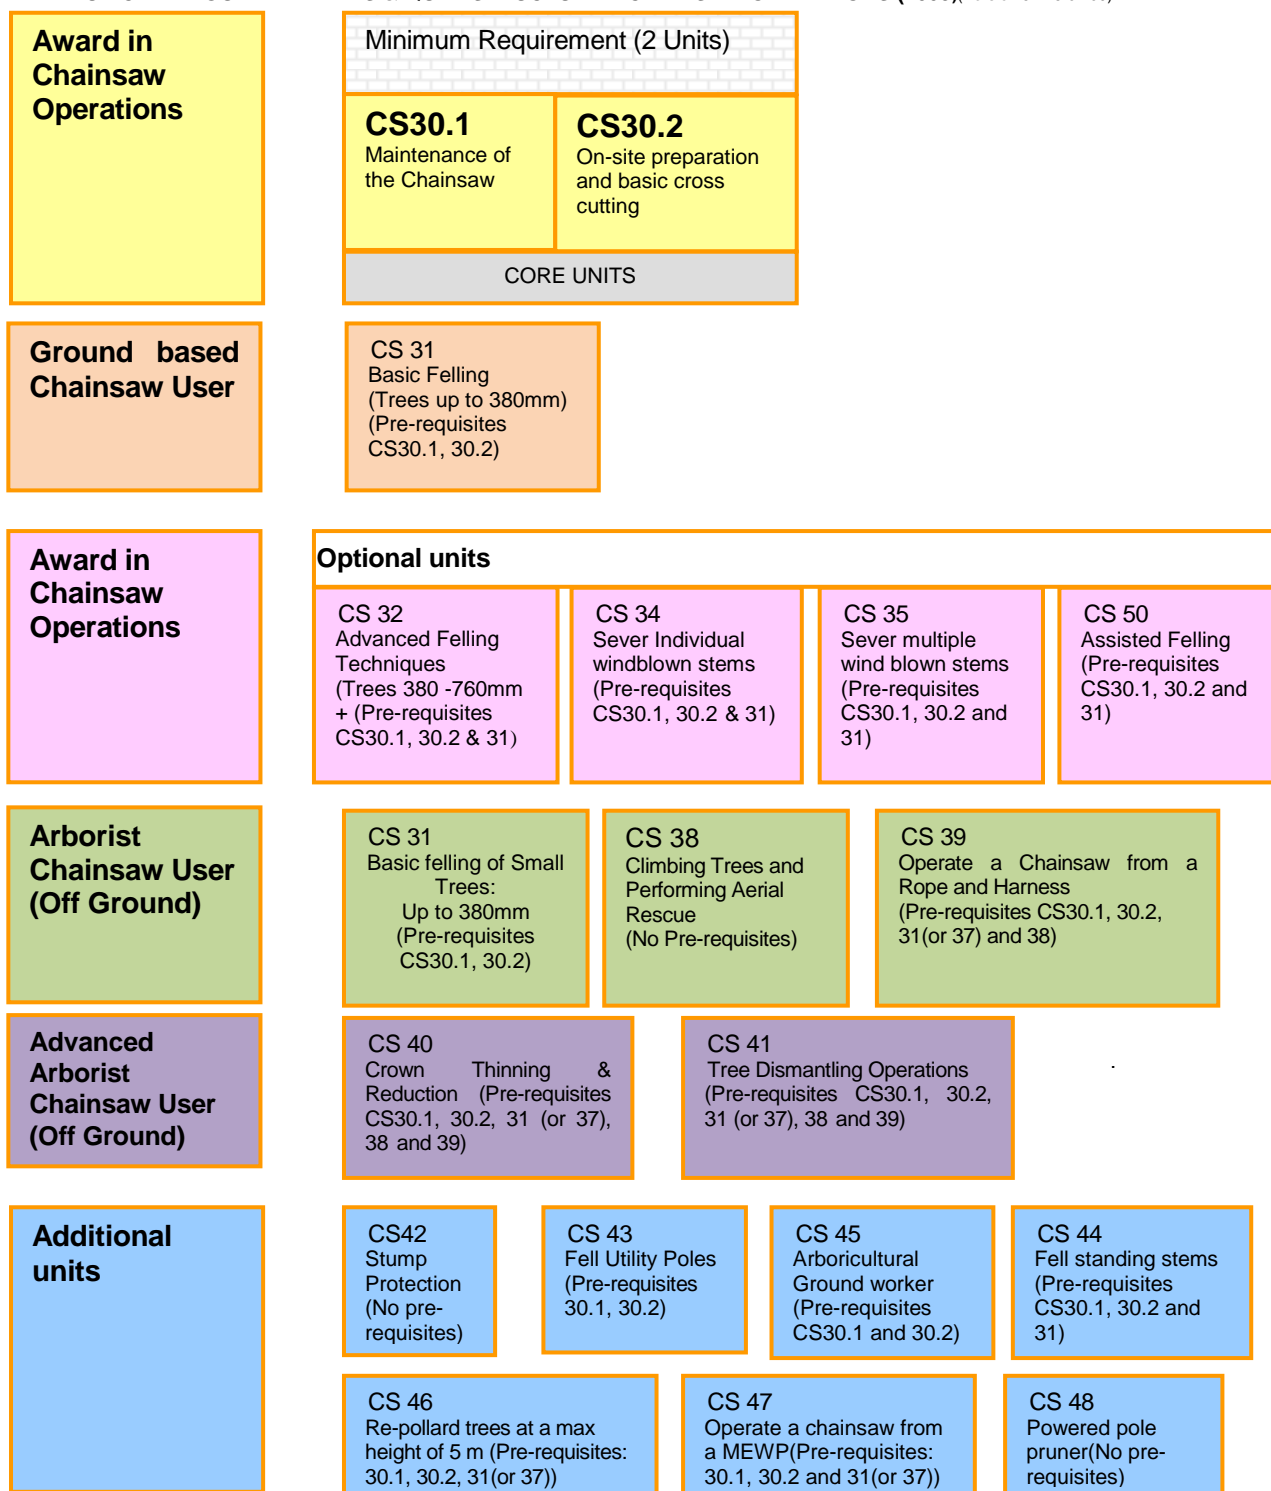 Award in
Chainsaw
Operations
Minimum Requirement (2 Units)
CS30.1
Maintenance of
the Chainsaw
CS30.2
On-site preparation
and basic cross
cutting
CORE UNITS
Ground based
Chainsaw User
CS 31
Basic Felling
(Trees up to 380mm)
(Pre-requisites
CS30.1, 30.2)
Award in
Chainsaw
Operations
Optional units
CS 32
Advanced Felling
Techniques
(Trees 380 -760mm
+ (Pre-requisites
CS30.1, 30.2 & 31)
CS 34
Sever Individual
windblown stems
(Pre-requisites
CS30.1, 30.2 & 31)
CS 35
Sever multiple
wind blown stems
(Pre-requisites
CS30.1, 30.2 and
31)
CS 50
Assisted Felling
(Pre-requisites
CS30.1, 30.2 and
31)
Arborist
Chainsaw User
(Off Ground)
CS 31
Basic felling of Small
Trees:
Up to 380mm
(Pre-requisites
CS30.1, 30.2)
CS 38
Climbing Trees and
Performing Aerial
Rescue
(No Pre-requisites)
CS 39
Operate a Chainsaw from a
Rope and Harness
(Pre-requisites CS30.1, 30.2,
31(or 37) and 38)
Advanced
Arborist
Chainsaw User
(Off Ground)
CS 40
Crown Thinning &
Reduction (Pre-requisites
CS30.1, 30.2, 31 (or 37),
38 and 39)
CS 41
Tree Dismantling Operations
(Pre-requisites CS30.1, 30.2,
31 (or 37), 38 and 39)
.
Additional
units
CS42
Stump
Protection
(No pre-
requisites)
CS 43
Fell Utility Poles
(Pre-requisites
30.1, 30.2)
CS 45
Arboricultural
Ground worker
(Pre-requisites
CS30.1 and 30.2)
CS 44
Fell standing stems
(Pre-requisites
CS30.1, 30.2 and
31)
CS 46
Re-pollard trees at a max
height of 5 m (Pre-requisites:
30.1, 30.2, 31(or 37))
CS 47
Operate a chainsaw from
a MEWP(Pre-requisites:
30.1, 30.2 and 31(or 37))
CS 48
Powered pole
pruner(No pre-
requisites)